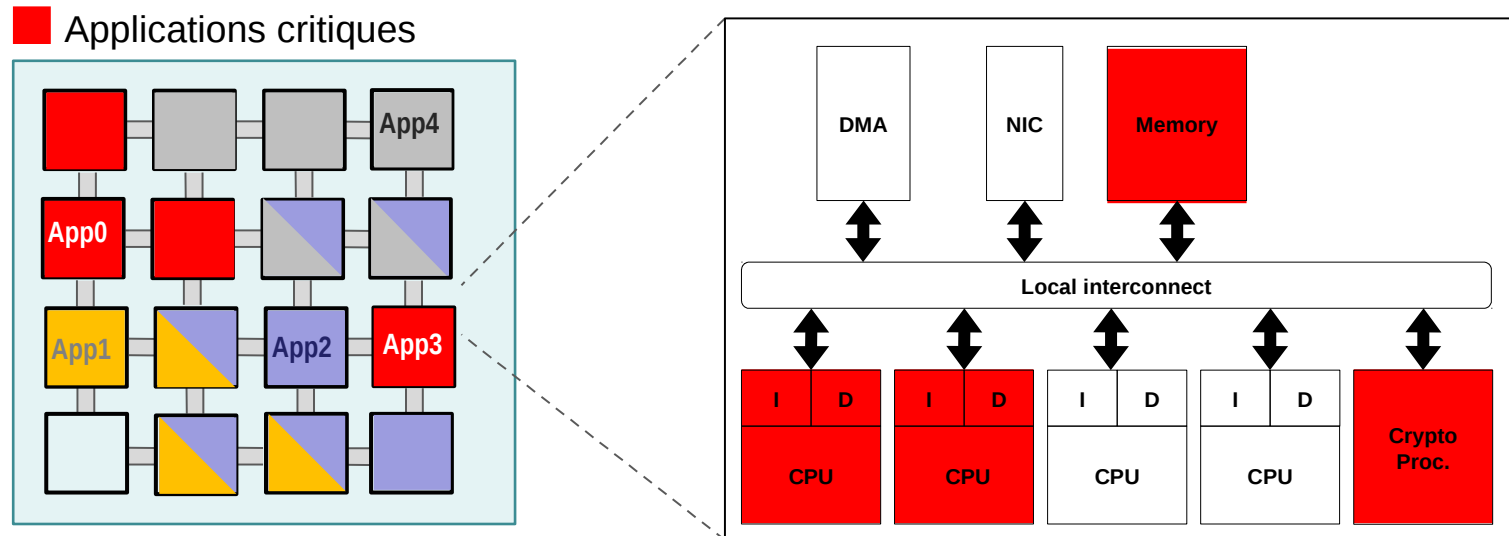 Applications critiques
App4
App0
App1
App2
App3
DMA
NIC
Memory
Local interconnect
I D
I D
I D
I D
CPU
CPU
CPU
CPU
Crypto
Proc.